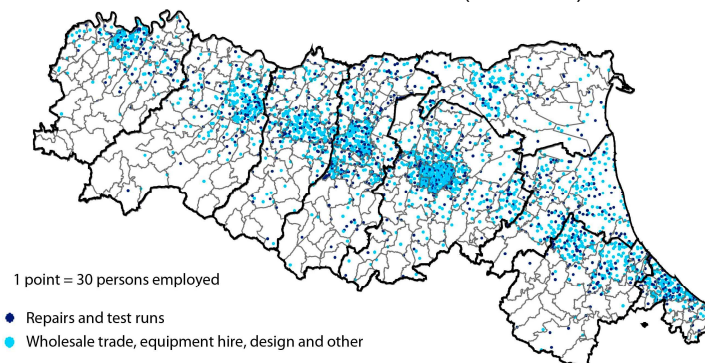 1 point = 30 persons employed
Repairs and test runs
Wholesale trade, equipment hire, design and other